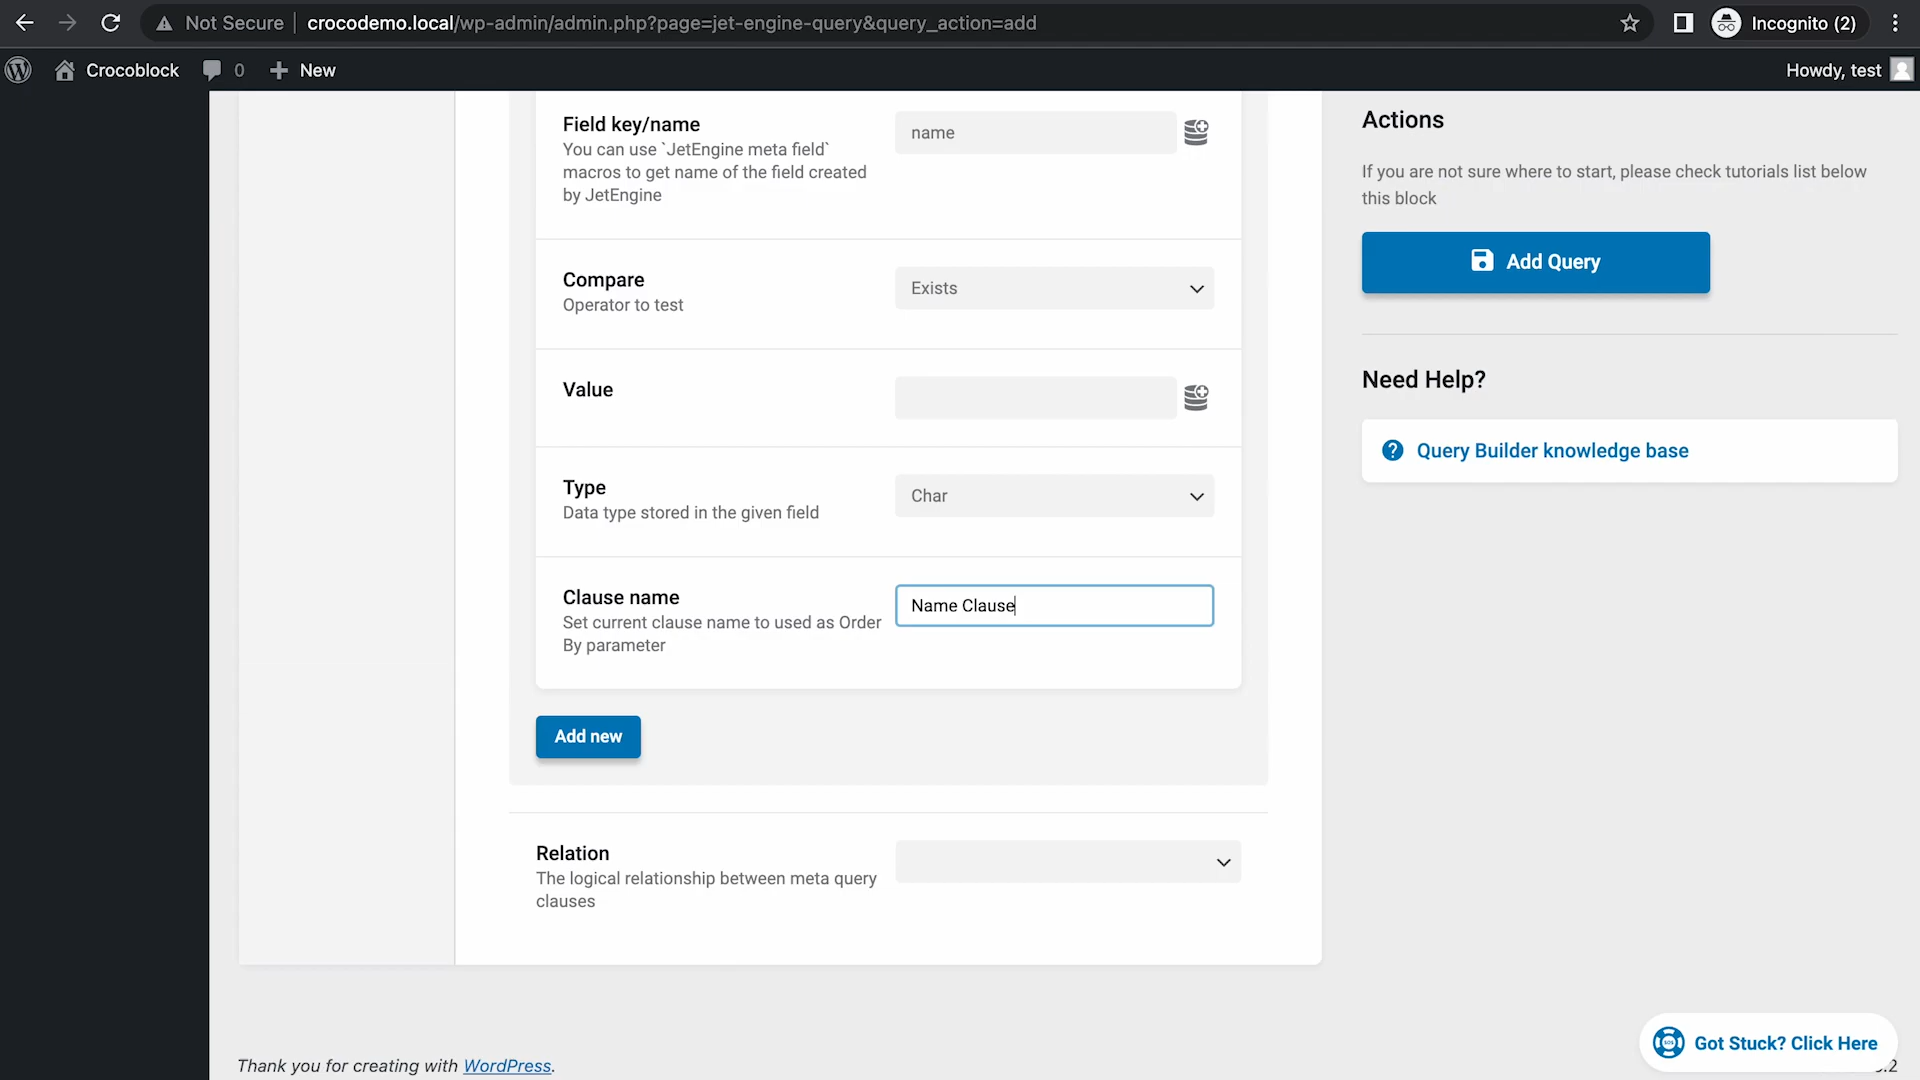 Not Secure crocodemo.local/wp-admin/admin.php?page=jet-engine-query&query_action=add Incognito (2)
Crocoblock 0 New Howdy, test
Field key/name
You can use `JetEngine meta field`
macros to get name of the field created
by JetEngine
name
Compare
Operator to test
Exists
Value
Type
Data type stored in the given field
Char
Clause name
Set current clause name to used as Order
By parameter
Name Clause
Add new
Relation
The logical relationship between meta query
clauses
Actions
If you are not sure where to start, please check tutorials list below
this block
Add Query
Need Help?
Query Builder knowledge base
Got Stuck? Click Here
Thank you for creating with WordPress.